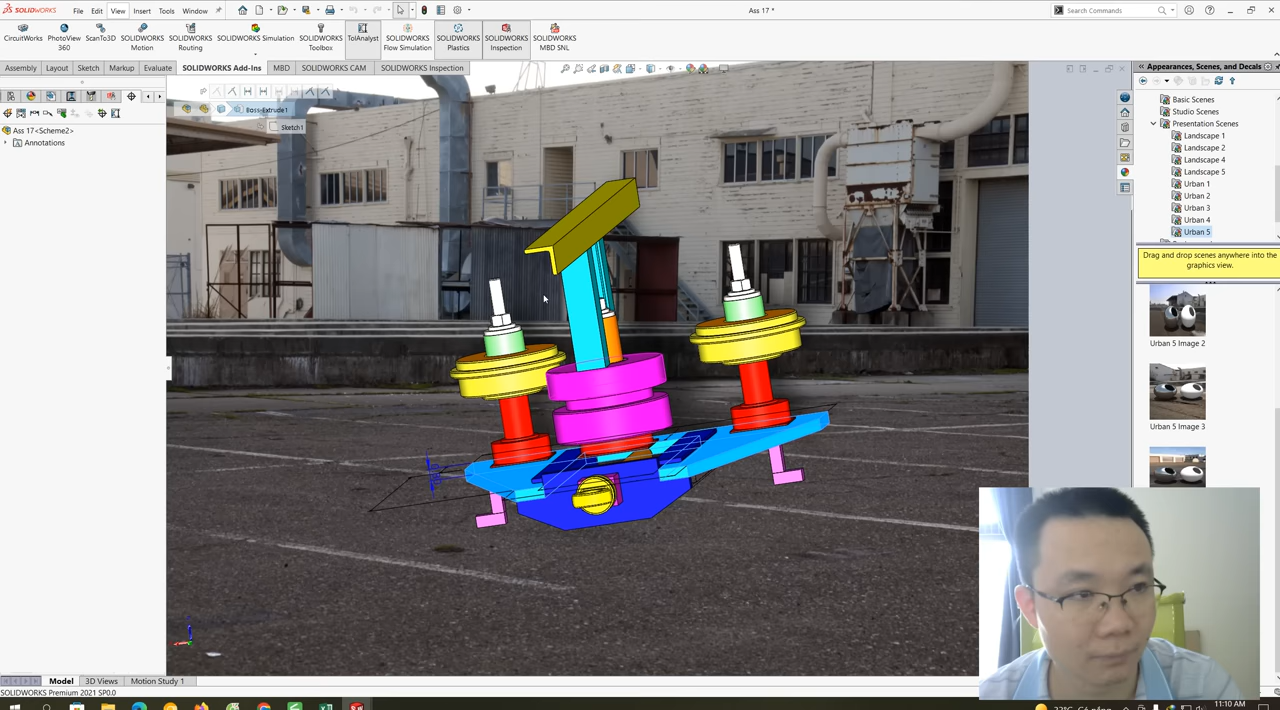 SOLIDWORKS File Edit View Insert Tools Window Ass 17 * Search Commands
CircuitWorks
PhotoView
360
ScanTo3D
SOLIDWORKS
Motion
SOLIDWORKS
Routing
SOLIDWORKS Simulation
SOLIDWORKS
Toolbox
TolAnalyst
SOLIDWORKS
Flow Simulation
SOLIDWORKS
Plastics
SOLIDWORKS
Inspection
SOLIDWORKS
MBD SNL
Assembly Layout Sketch Markup Evaluate SOLIDWORKS Add-Ins MBD SOLIDWORKS CAM SOLIDWORKS Inspection
Appearances, Scenes, and Decals
Boss-Extrude1
Sketch1
Ass 17<Scheme2>
Annotations
Basic Scenes
Studio Scenes
Presentation Scenes
Landscape 1
Landscape 2
Landscape 4
Landscape 5
Urban 1
Urban 2
Urban 3
Urban 4
Urban 5
Drag and drop scenes anywhere into the
graphics view.
Urban 5 Image 2
Urban 5 Image 3
Model 3D Views Motion Study 1
SOLIDWORKS Premium 2021 SP0.0
11:10 AM